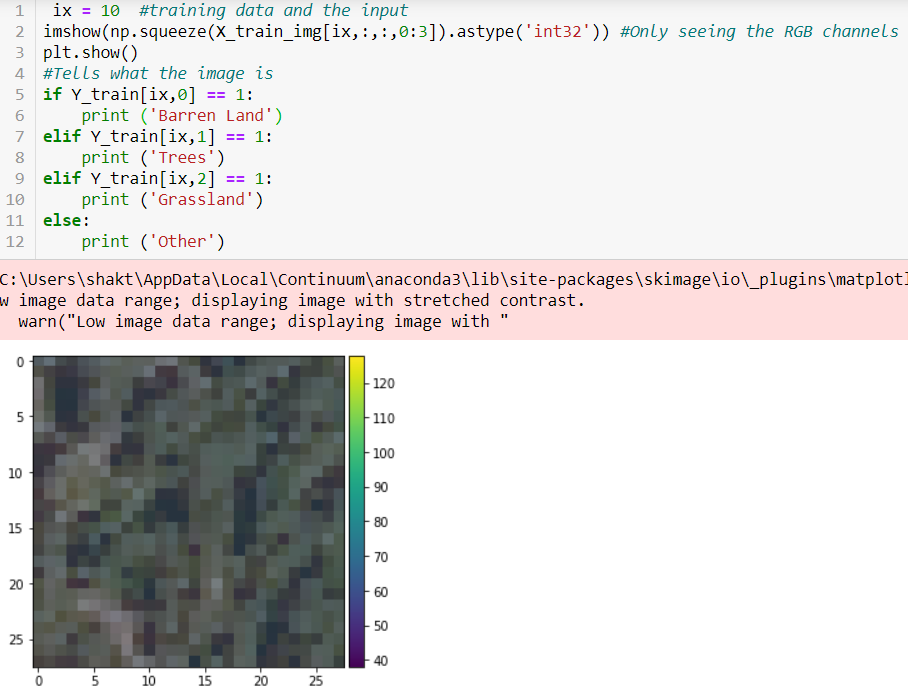 1 ix = 10 #training data and the input
2 imshow(np.squeeze(X_train_img[ix,:,:,0:3]).astype('int32')) #Only seeing the RGB channels
3 plt.show()
4 #Tells what the image is
5 if Y_train[ix,0] == 1:
6 print ('Barren Land')
7 elif Y_train[ix,1] == 1:
8 print ('Trees')
9 elif Y_train[ix,2] == 1:
10 print ('Grassland')
11 else:
12 print ('Other')
C:\Users\shakt\AppData\Local\Continuum\anaconda3\lib\site-packages\skimage\io\_plugins\matplotl
w image data range; displaying image with stretched contrast.
warn("Low image data range; displaying image with "
0
5
10
15
20
25
0 5 10 15 20 25
120
110
100
90
80
70
60
50
40